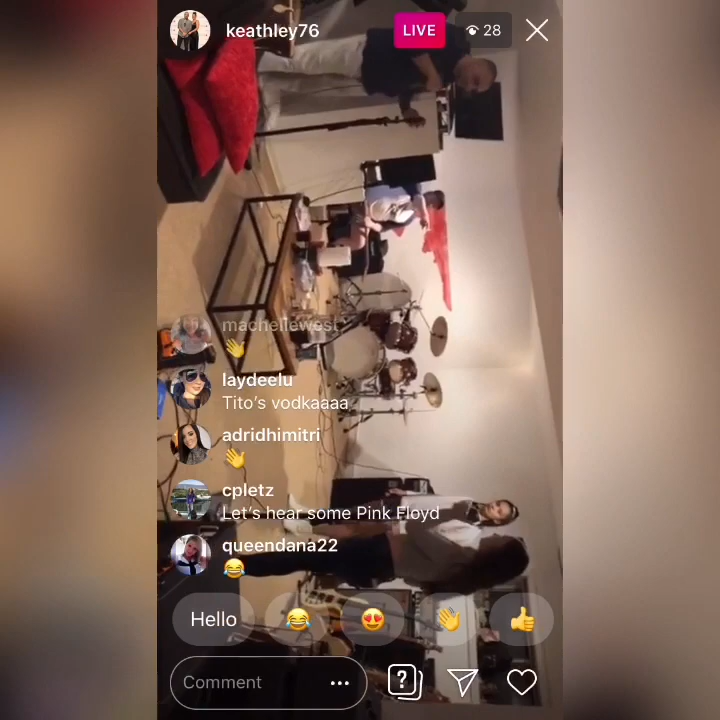 keathley76
LIVE
28
machellewest
laydeelu
Tito's vodkaaaa
adridhimitri
cpletz
Let's hear some Pink Floyd
queendana22
Hello
Comment